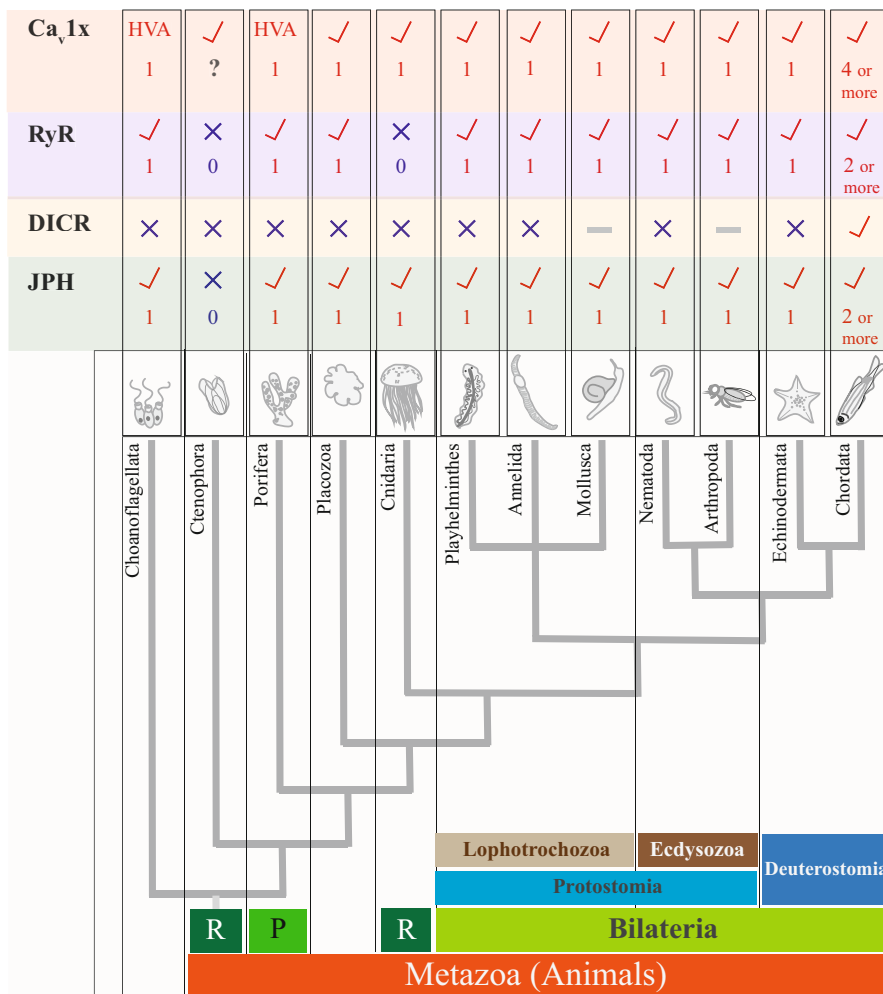 Cav1x HVA HVA
1 ? 1 1 1 1 1 1 1 1 1 4 or
more
RyR
1 0 1 1 0 1 1 1 1 1 1 2 or
more
DICR
JPH
1 0 1 1 1 1 1 1 1 1 1 2 or
more
Choanoflagellata
Ctenophora
Porifera
Placozoa
Cnidaria
Playhelminthes
Annelida
Mollusca
Nematoda
Arthropoda
Echinodermata
Chordata
Lophotrochozoa Ecdysozoa
Deuterostomia
Protostomia
R P R Bilateria
Metazoa (Animals)